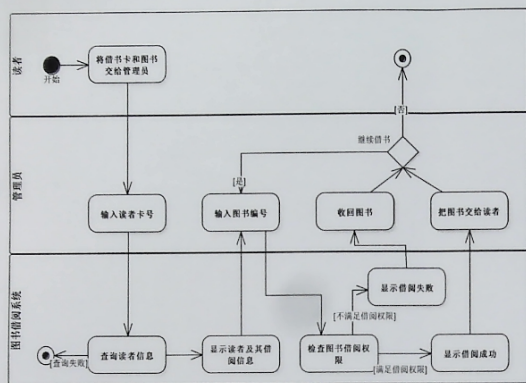 读者
开始
将借书卡和图书
交给管理员
[否]
管理员
继续借书
[是]
输入读者卡号
输入图书编号
收回图书
把图书交给读者
图书借阅系统
显示借阅失败
[不满足借阅权限]
[查询失败]
查询读者信息
显示读者及其借
阅信息
检查图书借阅权
限
[满足借阅权限]
显示借阅成功